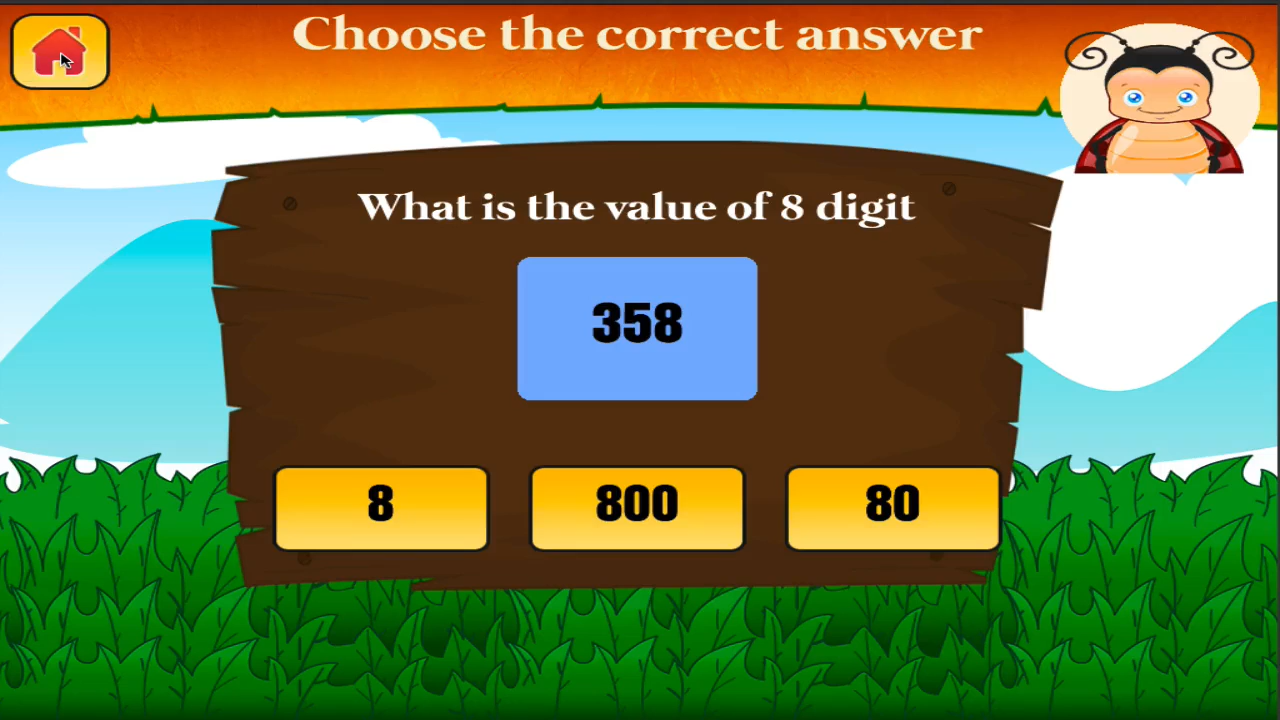 Choose the correct answer
What is the value of 8 digit
358
8
800
80